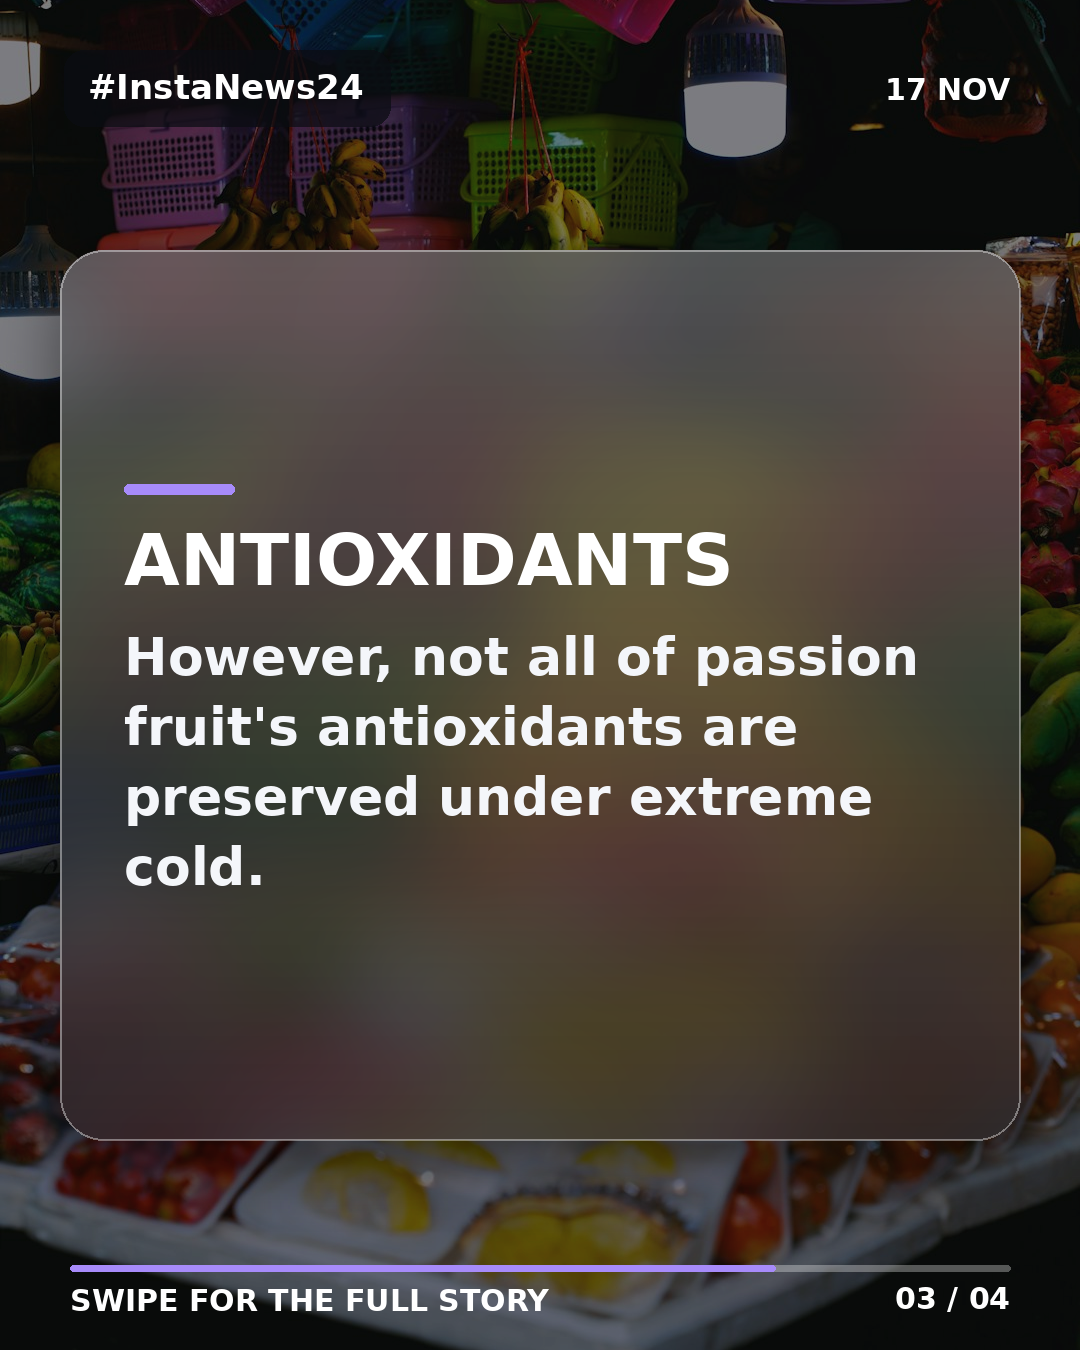 #InstaNews24
17 NOV
ANTIOXIDANTS
However, not all of passion
fruit's antioxidants are
preserved under extreme
cold.
SWIPE FOR THE FULL STORY
03 / 04